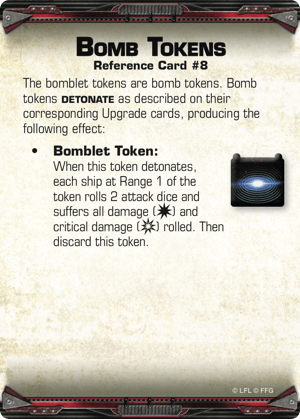 Bomb Tokens
Reference Card #8
The bomblet tokens are bomb tokens. Bomb
tokens DETONATE as described on their
corresponding Upgrade cards, producing the
following effect:
• Bomblet Token:
When this token detonates,
each ship at Range 1 of the
token rolls 2 attack dice and
suffers all damage () and
critical damage () rolled. Then
discard this token.
© LFL © FFG